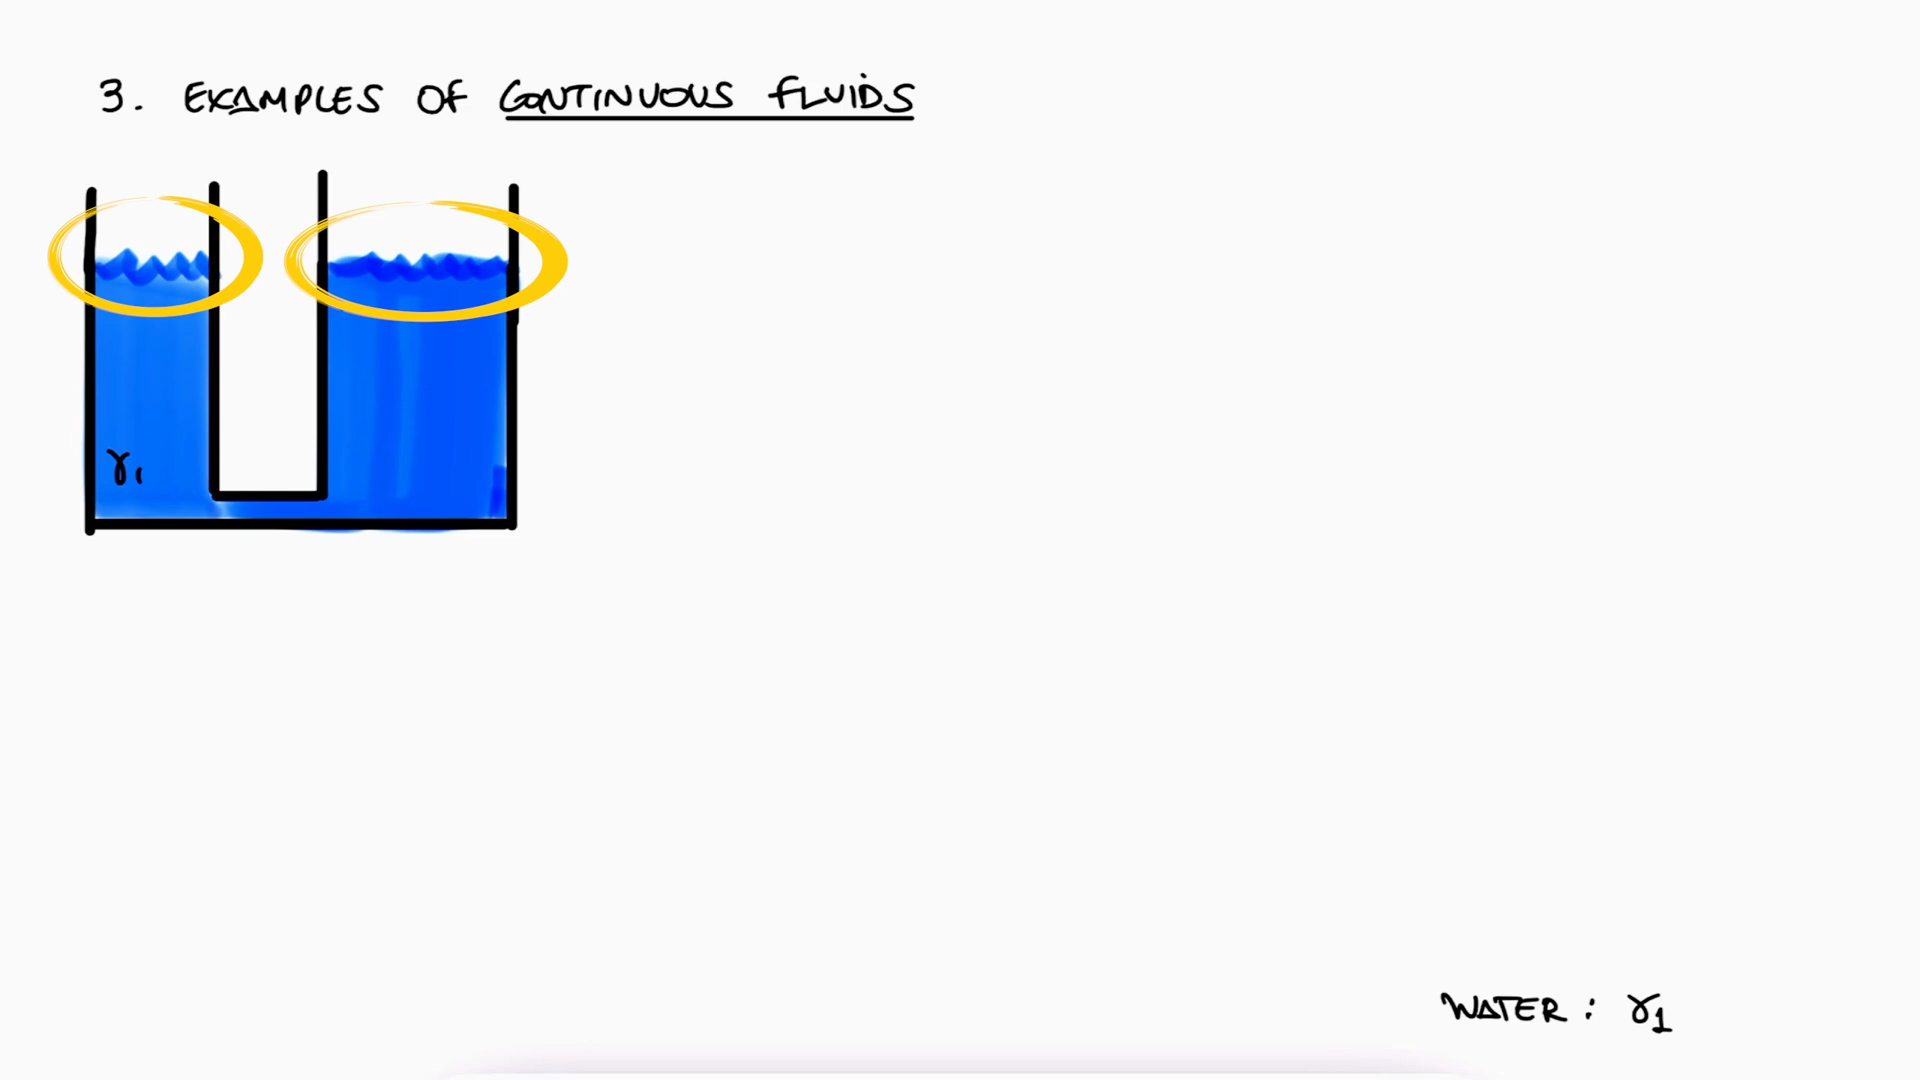 3. EXAMPLES OF CONTINUOUS FLUIDS
γ₁
WATER: γ₁